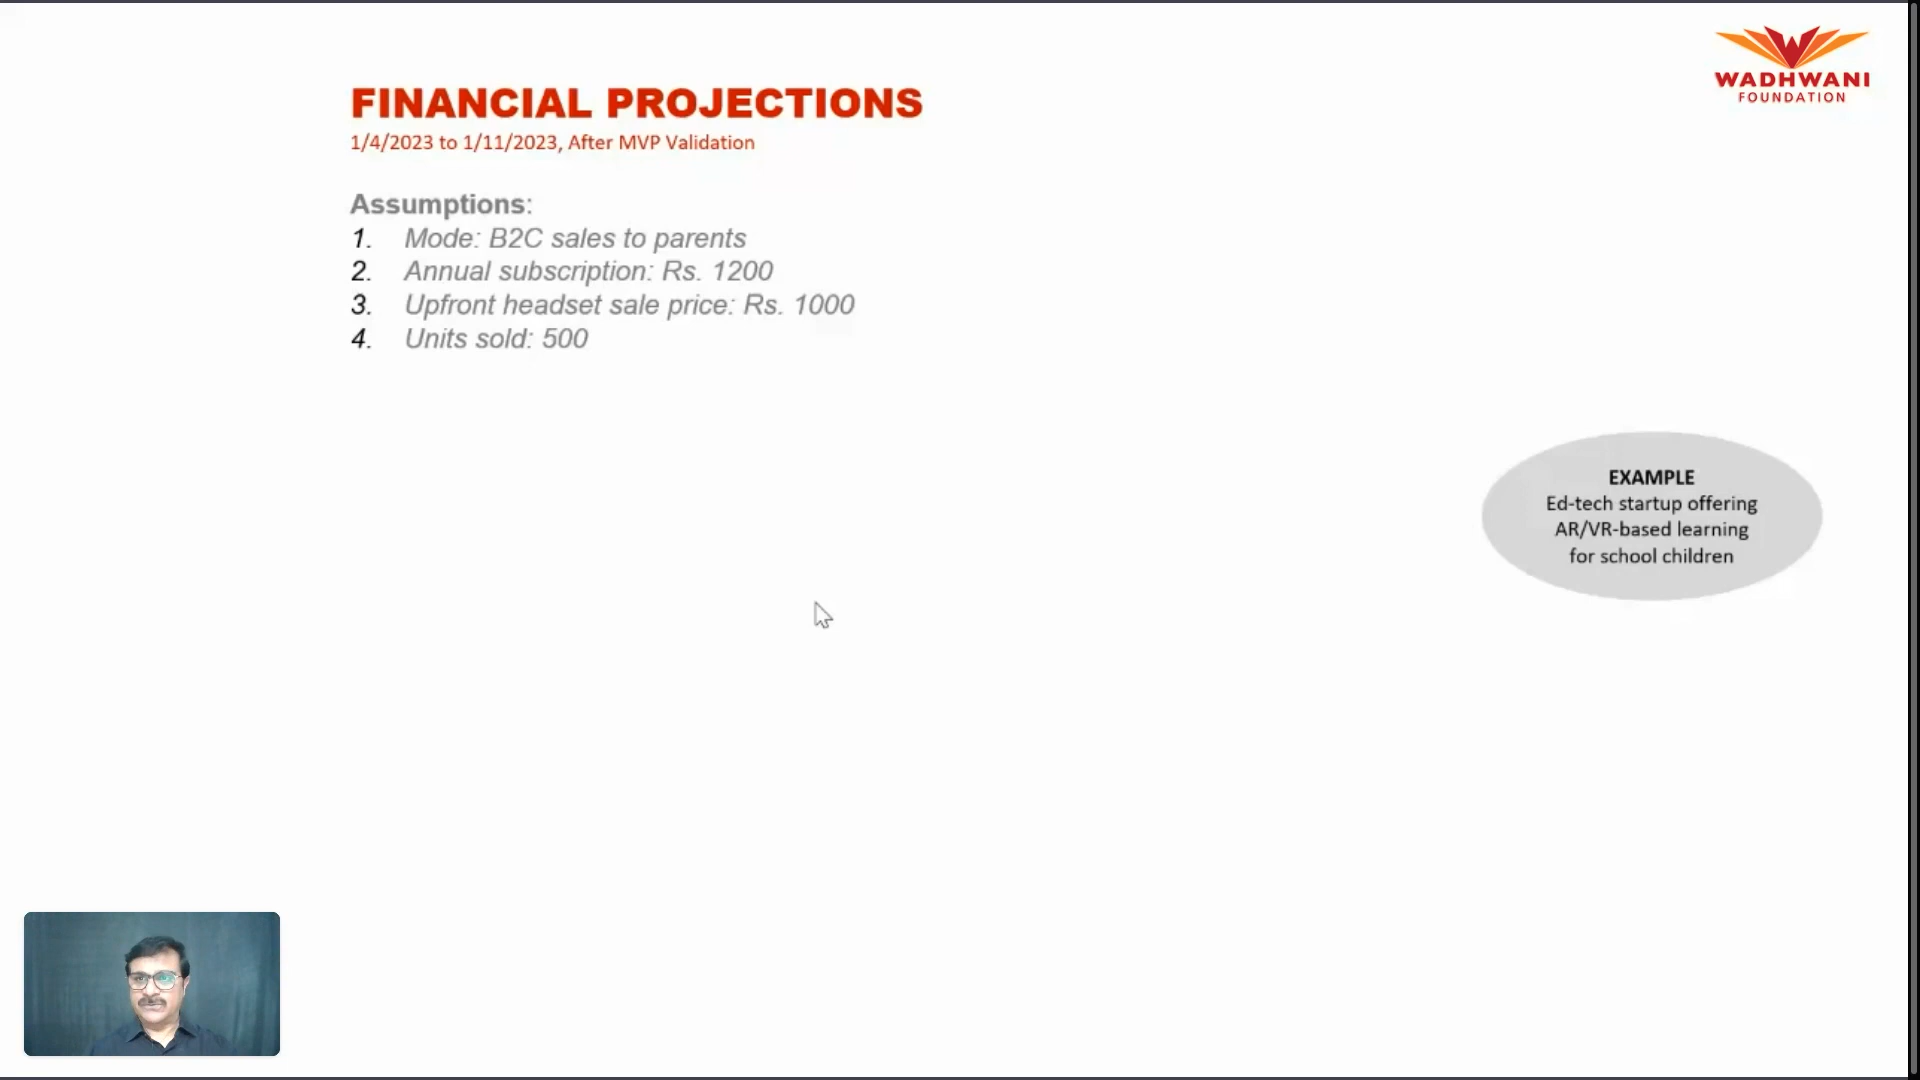 WADHWANI
FOUNDATION
FINANCIAL PROJECTIONS
1/4/2023 to 1/11/2023, After MVP Validation
Assumptions:
1. Mode: B2C sales to parents
2. Annual subscription: Rs. 1200
3. Upfront headset sale price: Rs. 1000
4. Units sold: 500
EXAMPLE
Ed-tech startup offering
AR/VR-based learning
for school children